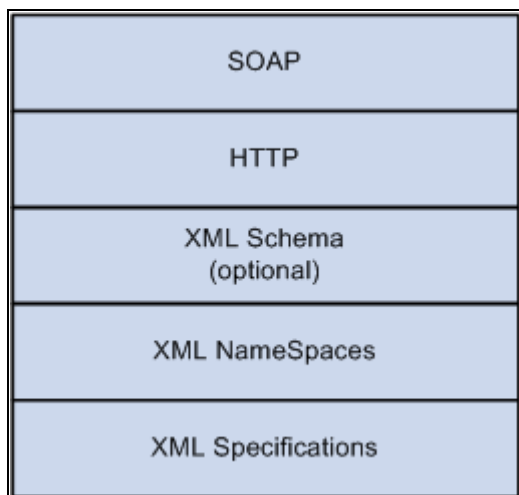 SOAP
HTTP
XML Schema
(optional)
XML NameSpaces
XML Specifications